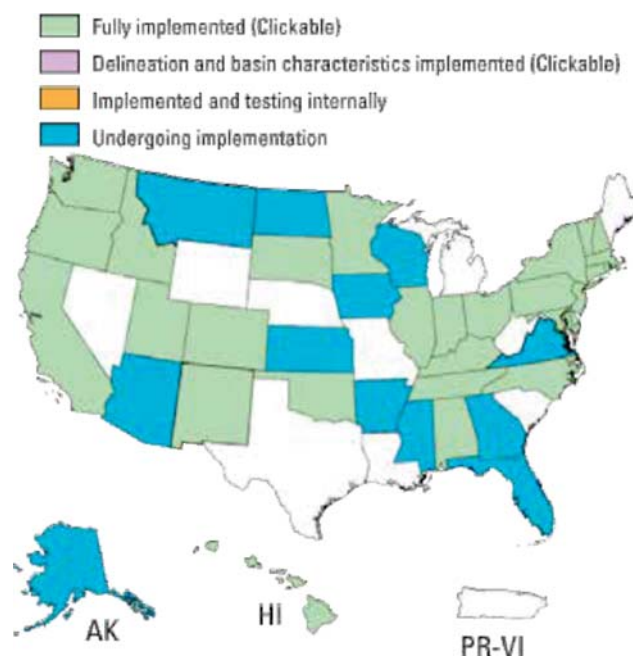 Fully implemented (Clickable)
Delineation and basin characteristics implemented (Clickable)
Implemented and testing internally
Undergoing implementation
AK
HI
PR-VI